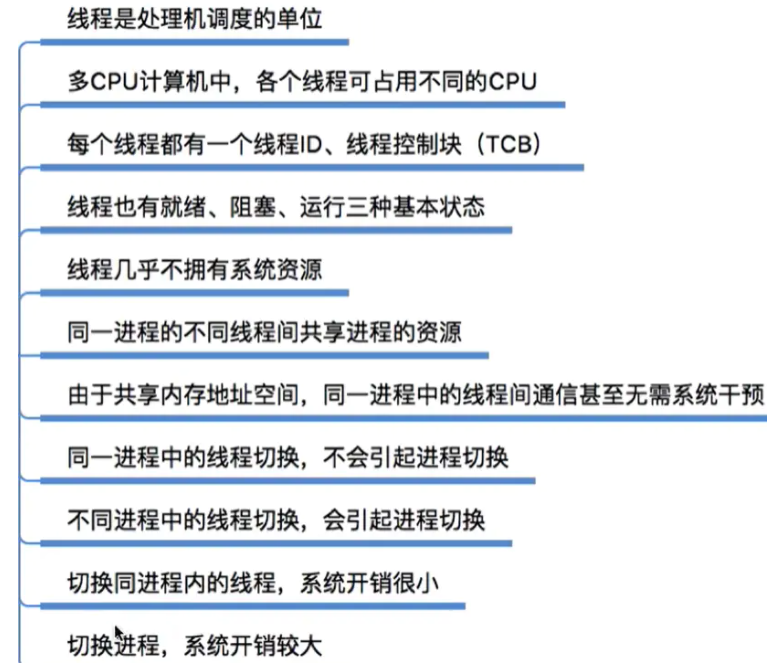 线程是处理机调度的单位
多CPU计算机中，各个线程可占用不同的CPU
每个线程都有一个线程ID、线程控制块（TCB）
线程也有就绪、阻塞、运行三种基本状态
线程几乎不拥有系统资源
同一进程的不同线程间共享进程的资源
由于共享内存地址空间，同一进程中的线程间通信甚至无需系统干预
同一进程中的线程切换，不会引起进程切换
不同进程中的线程切换，会引起进程切换
切换同进程内的线程，系统开销很小
切换进程，系统开销较大